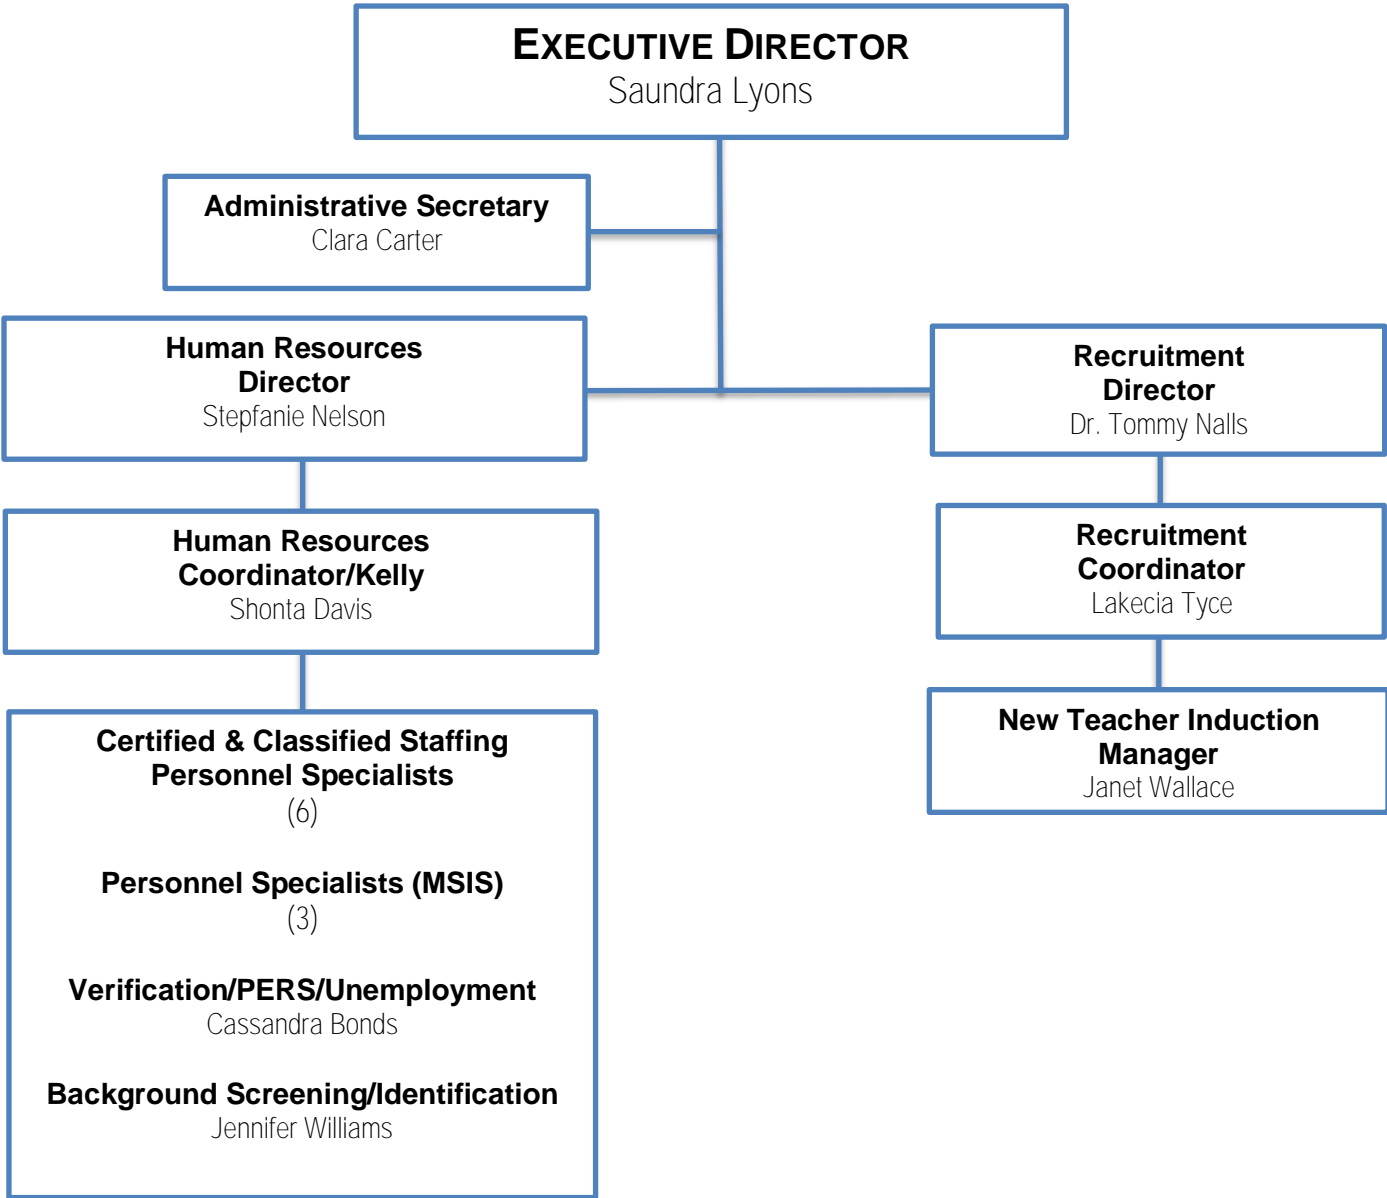 EXECUTIVE DIRECTOR
Saundra Lyons
Administrative Secretary
Clara Carter
Human Resources
Director
Stepfanie Nelson
Recruitment
Director
Dr. Tommy Nalls
Human Resources
Coordinator/Kelly
Shonta Davis
Recruitment
Coordinator
Lakecia Tyce
Certified & Classified Staffing
Personnel Specialists
(6)
Personnel Specialists (MSIS)
(3)
Verification/PERS/Unemployment
Cassandra Bonds
Background Screening/Identification
Jennifer Williams
New Teacher Induction
Manager
Janet Wallace